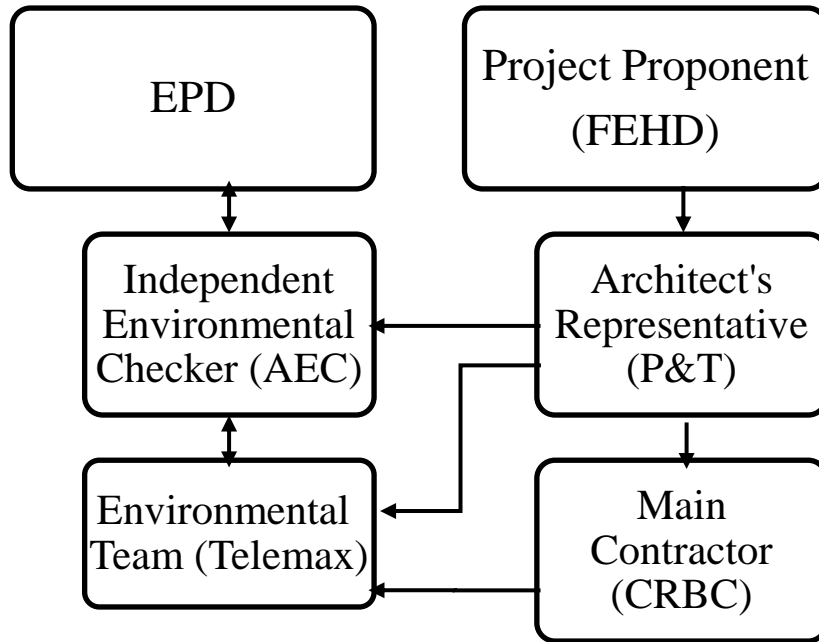 EPD
Project Proponent
(FEHD)
Independent
Environmental
Checker (AEC)
Architect's
Representative
(P&T)
Environmental
Team (Telemax)
Main
Contractor
(CRBC)